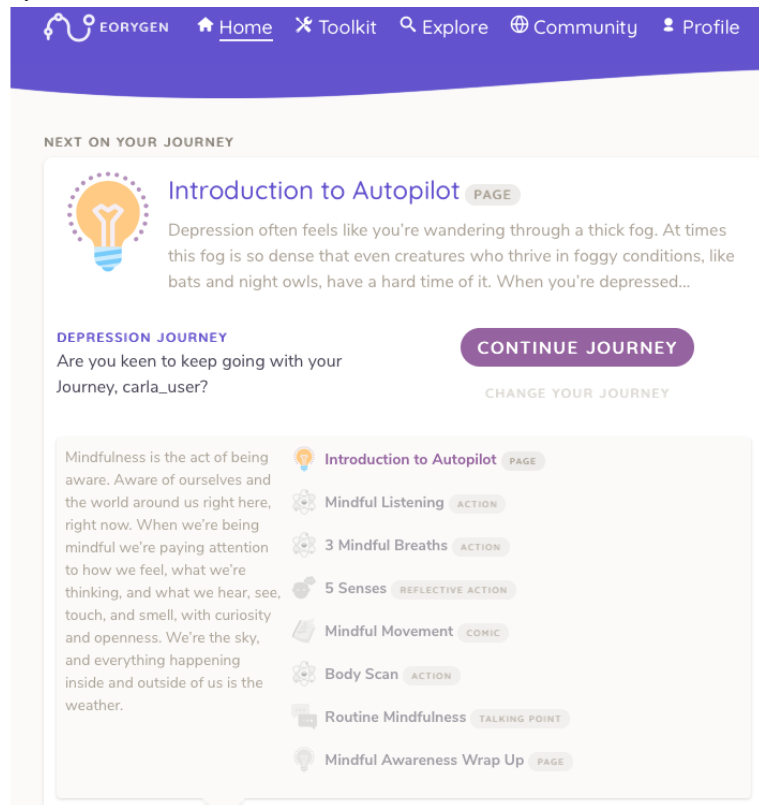 EORYGEN Home Toolkit Explore Community Profile
NEXT ON YOUR JOURNEY
Introduction to Autopilot PAGE
Depression often feels like you're wandering through a thick fog. At times
this fog is so dense that even creatures who thrive in foggy conditions, like
bats and night owls, have a hard time of it. When you're depressed...
DEPRESSION JOURNEY
Are you keen to keep going with your
Journey, carla_user?
CONTINUE JOURNEY
CHANGE YOUR JOURNEY
Mindfulness is the act of being
aware. Aware of ourselves and
the world around us right here,
right now. When we're being
mindful we're paying attention
to how we feel, what we're
thinking, and what we hear, see,
touch, and smell, with curiosity
and openness. We're the sky,
and everything happening
inside and outside of us is the
weather.
Introduction to Autopilot PAGE
Mindful Listening ACTION
3 Mindful Breaths ACTION
5 Senses REFLECTIVE ACTION
Mindful Movement COMIC
Body Scan ACTION
Routine Mindfulness TALKING POINT
Mindful Awareness Wrap Up PAGE